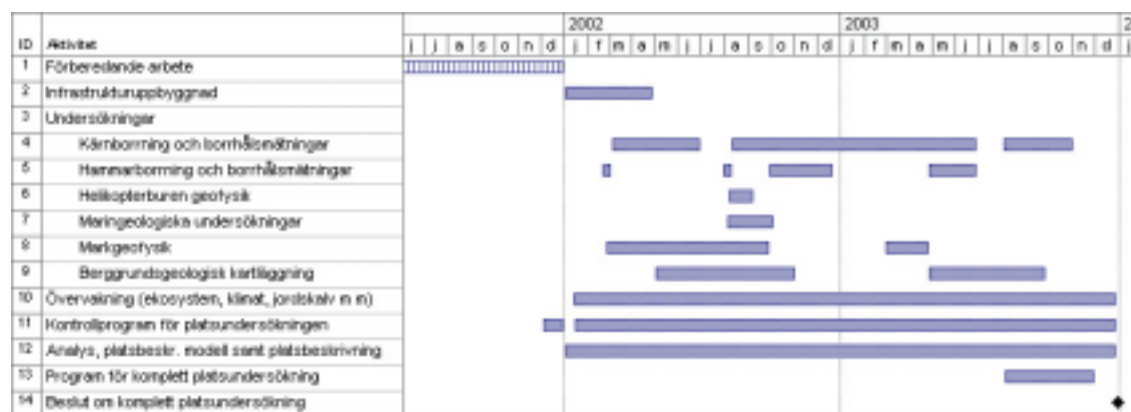 2002 2003 2
ID Aktivitet j j a s o n d j f m a m j j a s o n d j f m a m j j a s o n d j
1 Förberedande arbete
2 Infrastrukturuppbyggnad
3 Undersökningar
4 Kärnborrning och borrhålsmätningar
5 Hammarborrning och borrhålsmätningar
6 Helikopterburen geofysik
7 Maringeologiska undersökningar
8 Markgeofysik
9 Berggrundsgeologisk kartläggning
10 Övervakning (ekosystem, klimat, jordskalv m m)
11 Kontrollprogram för platsundersökningen
12 Analys, platsbeskr. modell samt platsbeskrivning
13 Program för komplett platsundersökning
14 Beslut om komplett platsundersökning